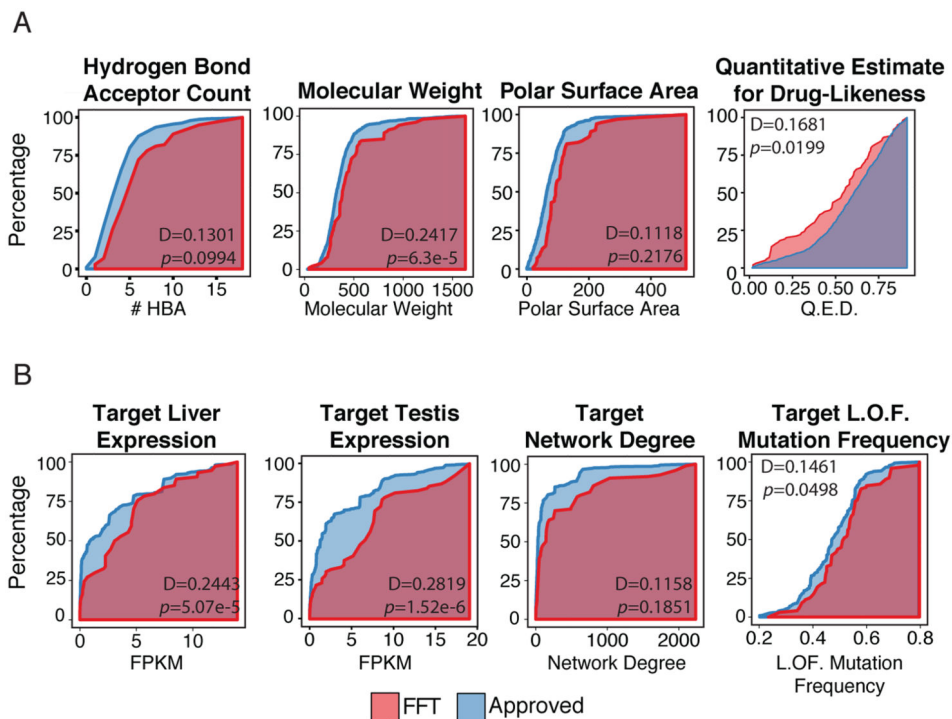 A
Hydrogen Bond
Acceptor Count
Molecular Weight
Polar Surface Area
Quantitative Estimate
for Drug-Likeness
Percentage
100
75
50
25
0
D=0.1301
p=0.0994
0 5 10 15
# HBA
100
75
50
25
0
D=0.2417
p=6.3e-5
0 500 1000 1500
Molecular Weight
100
75
50
25
0
D=0.1118
p=0.2176
0 200 400
Polar Surface Area
100
75
50
25
0
D=0.1681
p=0.0199
0.00 0.25 0.50 0.75
Q.E.D.
B
Target Liver
Expression
Target Testis
Expression
Target
Network Degree
Target L.O.F.
Mutation Frequency
Percentage
100
75
50
25
0
D=0.2443
p=5.07e-5
0 5 10
FPKM
100
75
50
25
0
D=0.2819
p=1.52e-6
0 5 10 15 20
FPKM
100
75
50
25
0
D=0.1158
p=0.1851
0 1000 2000
Network Degree
100
75
50
25
0
D=0.1461
p=0.0498
0.2 0.4 0.6 0.8
L.OF. Mutation
Frequency
FFT Approved